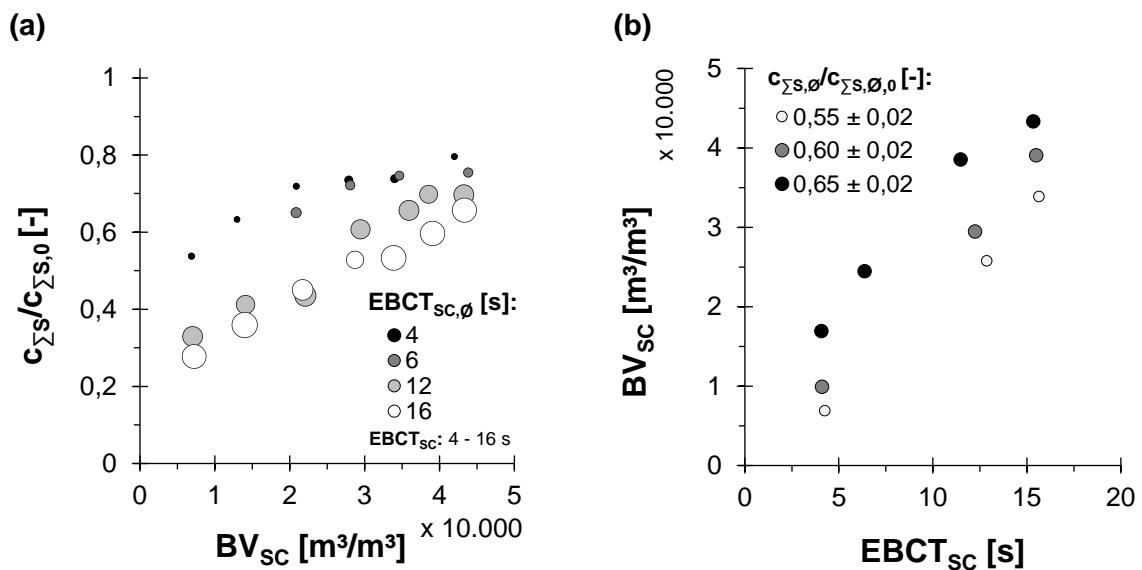 (a)
1
0,8
0,6
0,4
0,2
0
c∑S/c∑S,0 [-]
EBCTSC,Ø [s]:
4
6
12
16
EBCTSC: 4 - 16 s
0 1 2 3 4 5
x 10.000
BVSC [m³/m³]
(b)
5
4
3
2
1
0
x 10.000
BVSC [m³/m³]
c∑S,Ø/c∑S,Ø,0 [-]:
0,55 ± 0,02
0,60 ± 0,02
0,65 ± 0,02
0 5 10 15 20
EBCTSC [s]